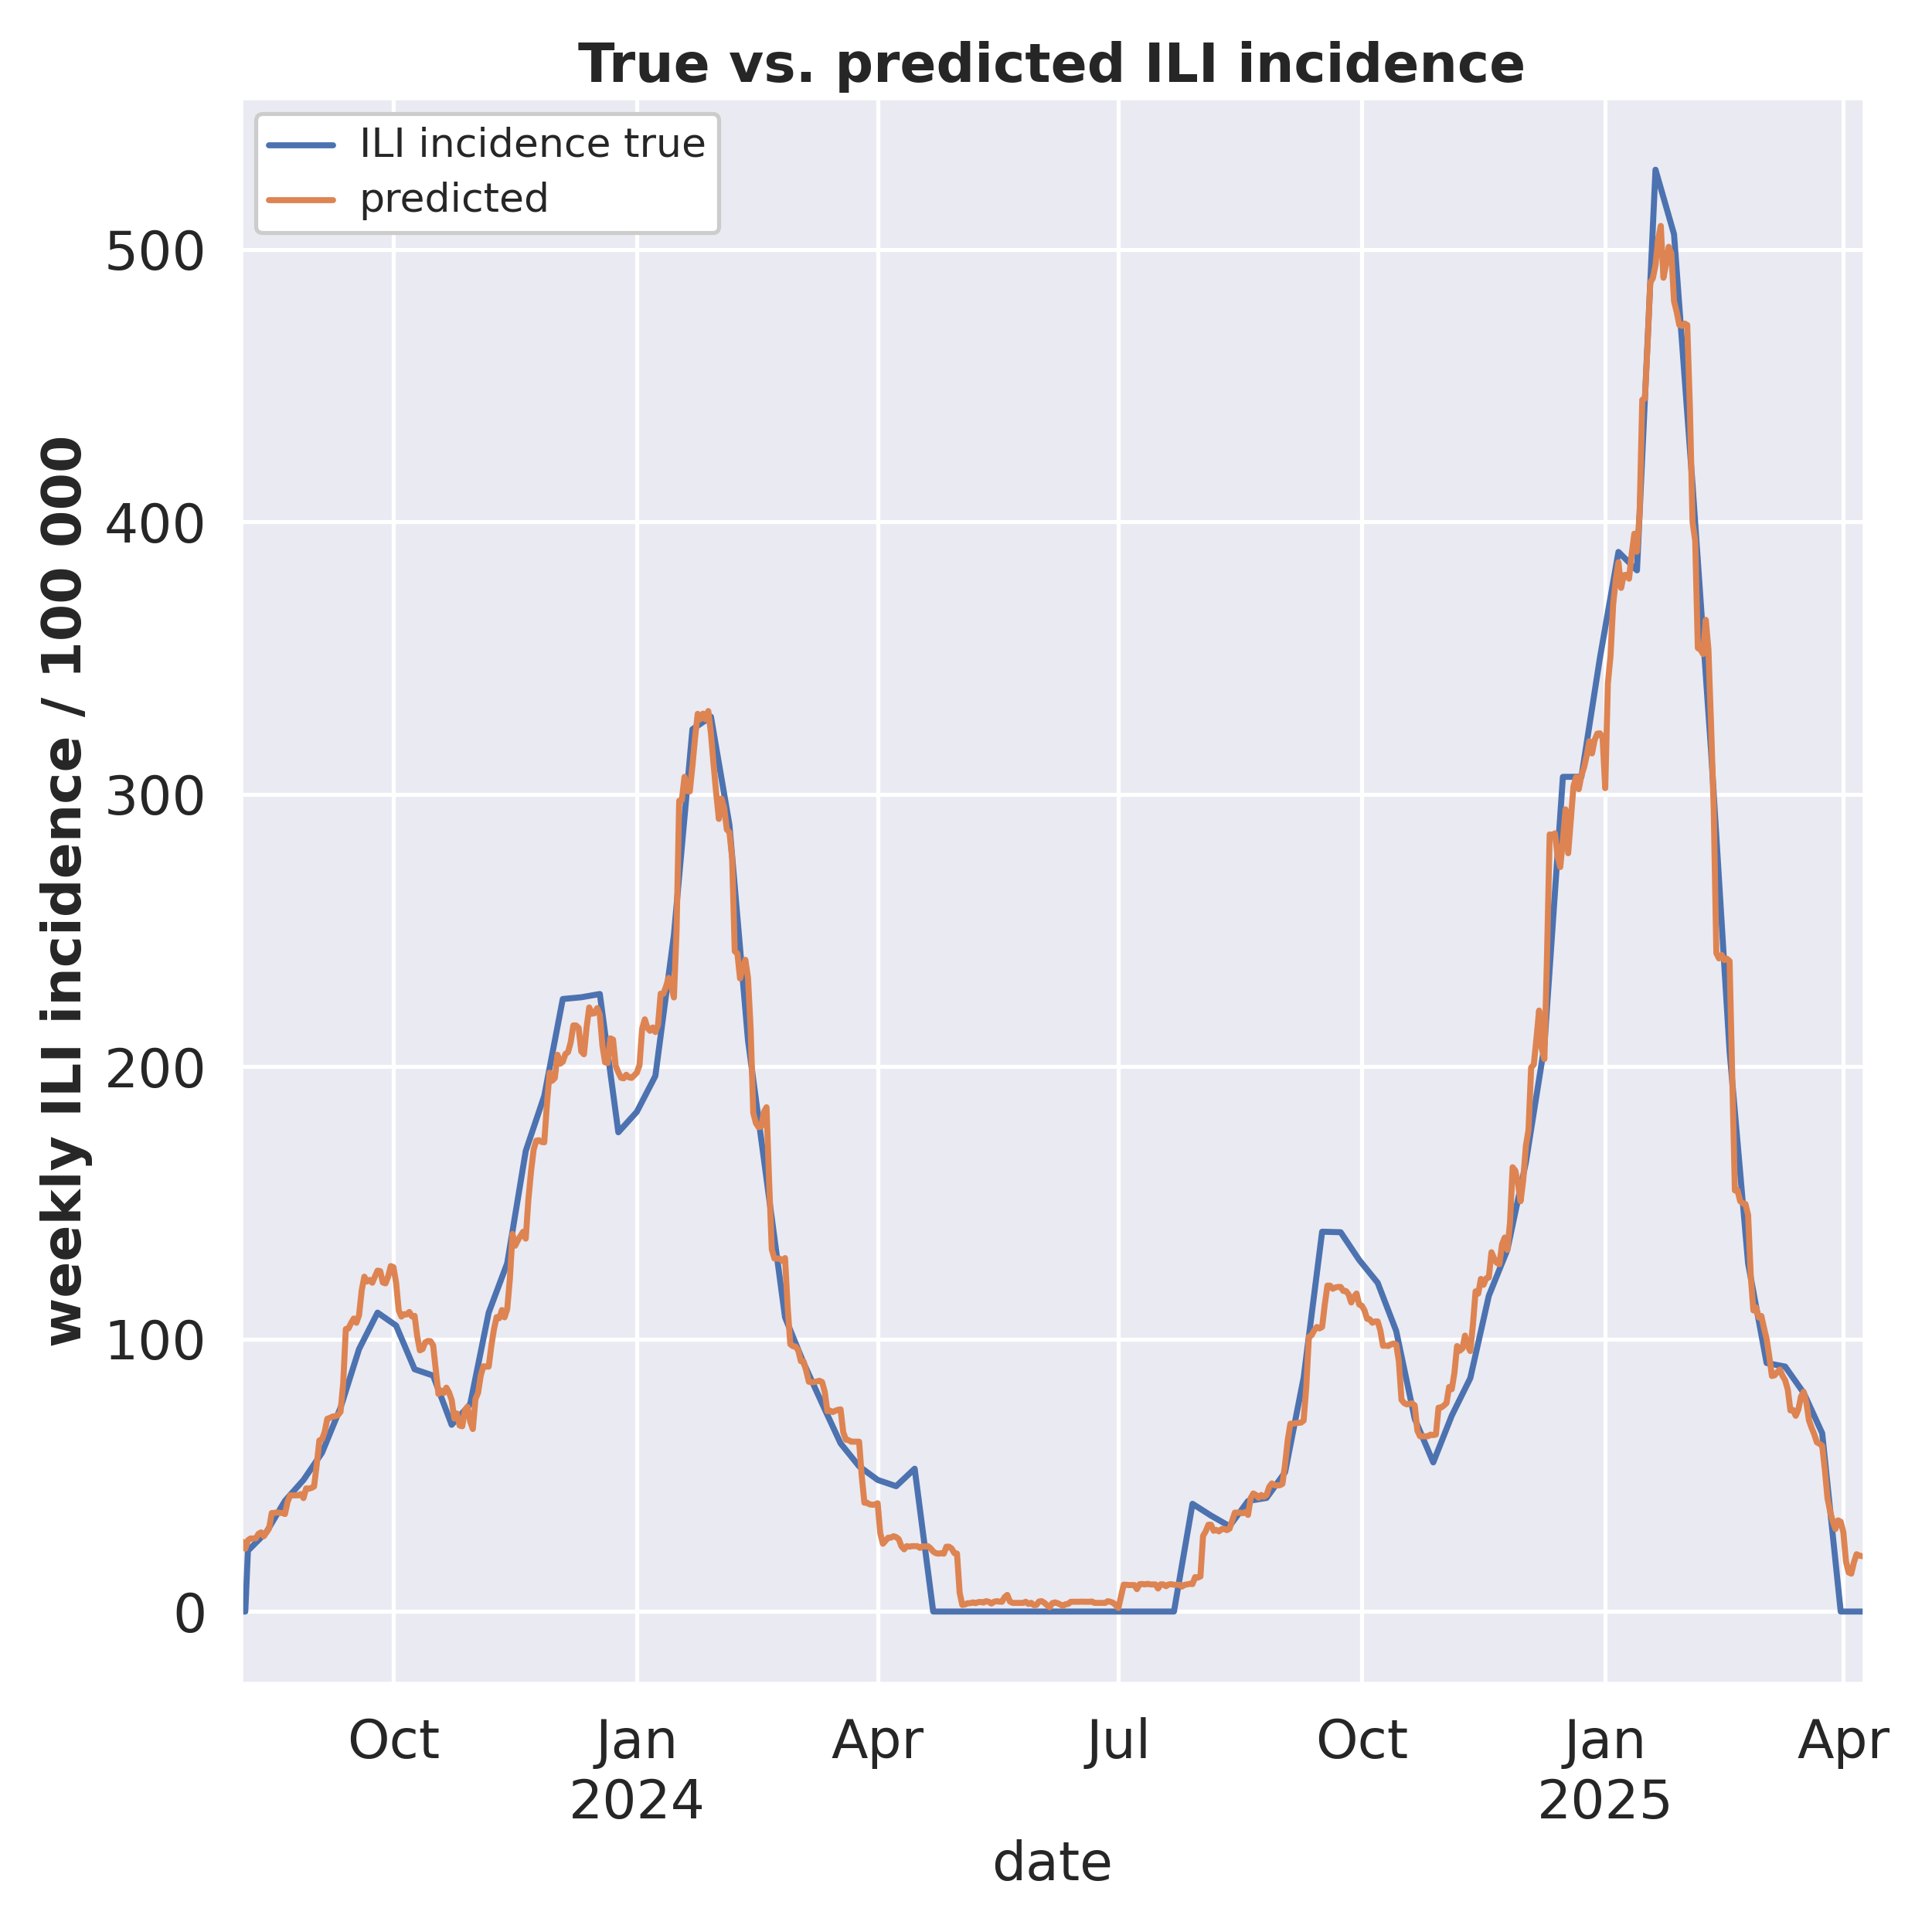 True vs. predicted ILI incidence
ILI incidence true
predicted
weekly ILI incidence / 100 000
500
400
300
200
100
0
Oct
Jan
2024
Apr
Jul
Oct
Jan
2025
Apr
date